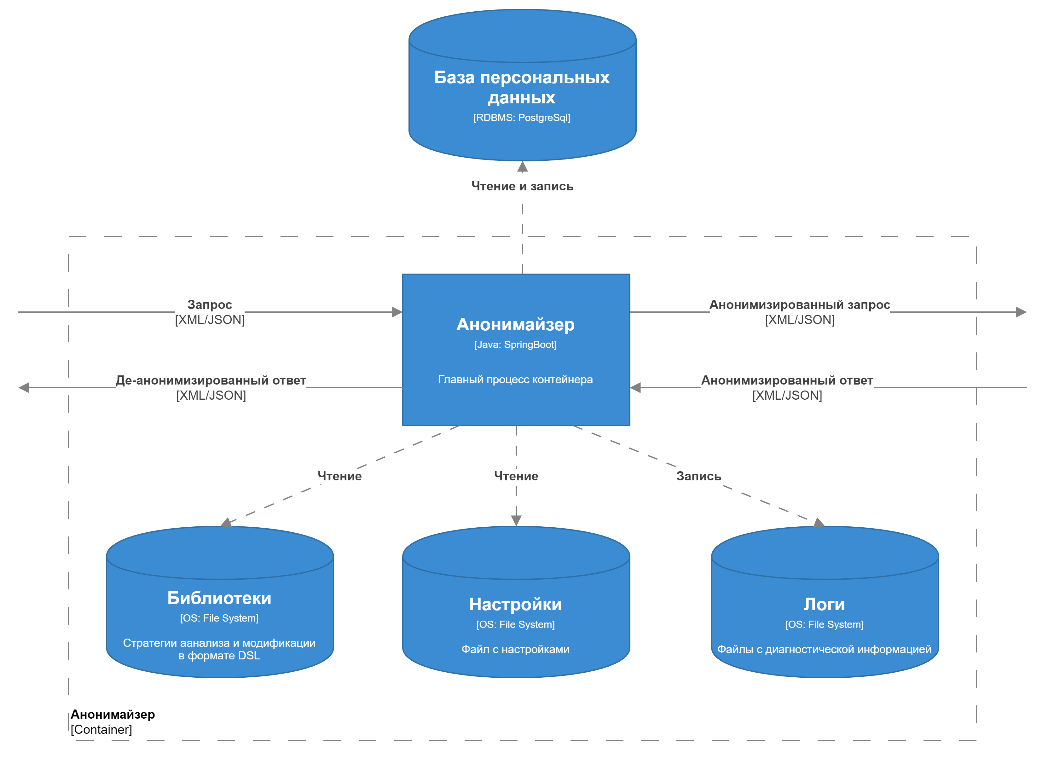 База персональных
данных
[RDBMS: PostgreSql]
Чтение и запись
Запрос
[XML/JSON]
Анонимайзер
[Java: SpringBoot]
Главный процесс контейнера
Анонимизированный запрос
[XML/JSON]
Де-анонимизированный ответ
[XML/JSON]
Анонимизированный ответ
[XML/JSON]
Чтение
Чтение
Запись
Библиотеки
[OS: File System]
Стратегии аанализа и модификации
в формате DSL
Настройки
[OS: File System]
Файл с настройками
Логи
[OS: File System]
Файлы с диагностической информацией
Анонимайзер
[Container]